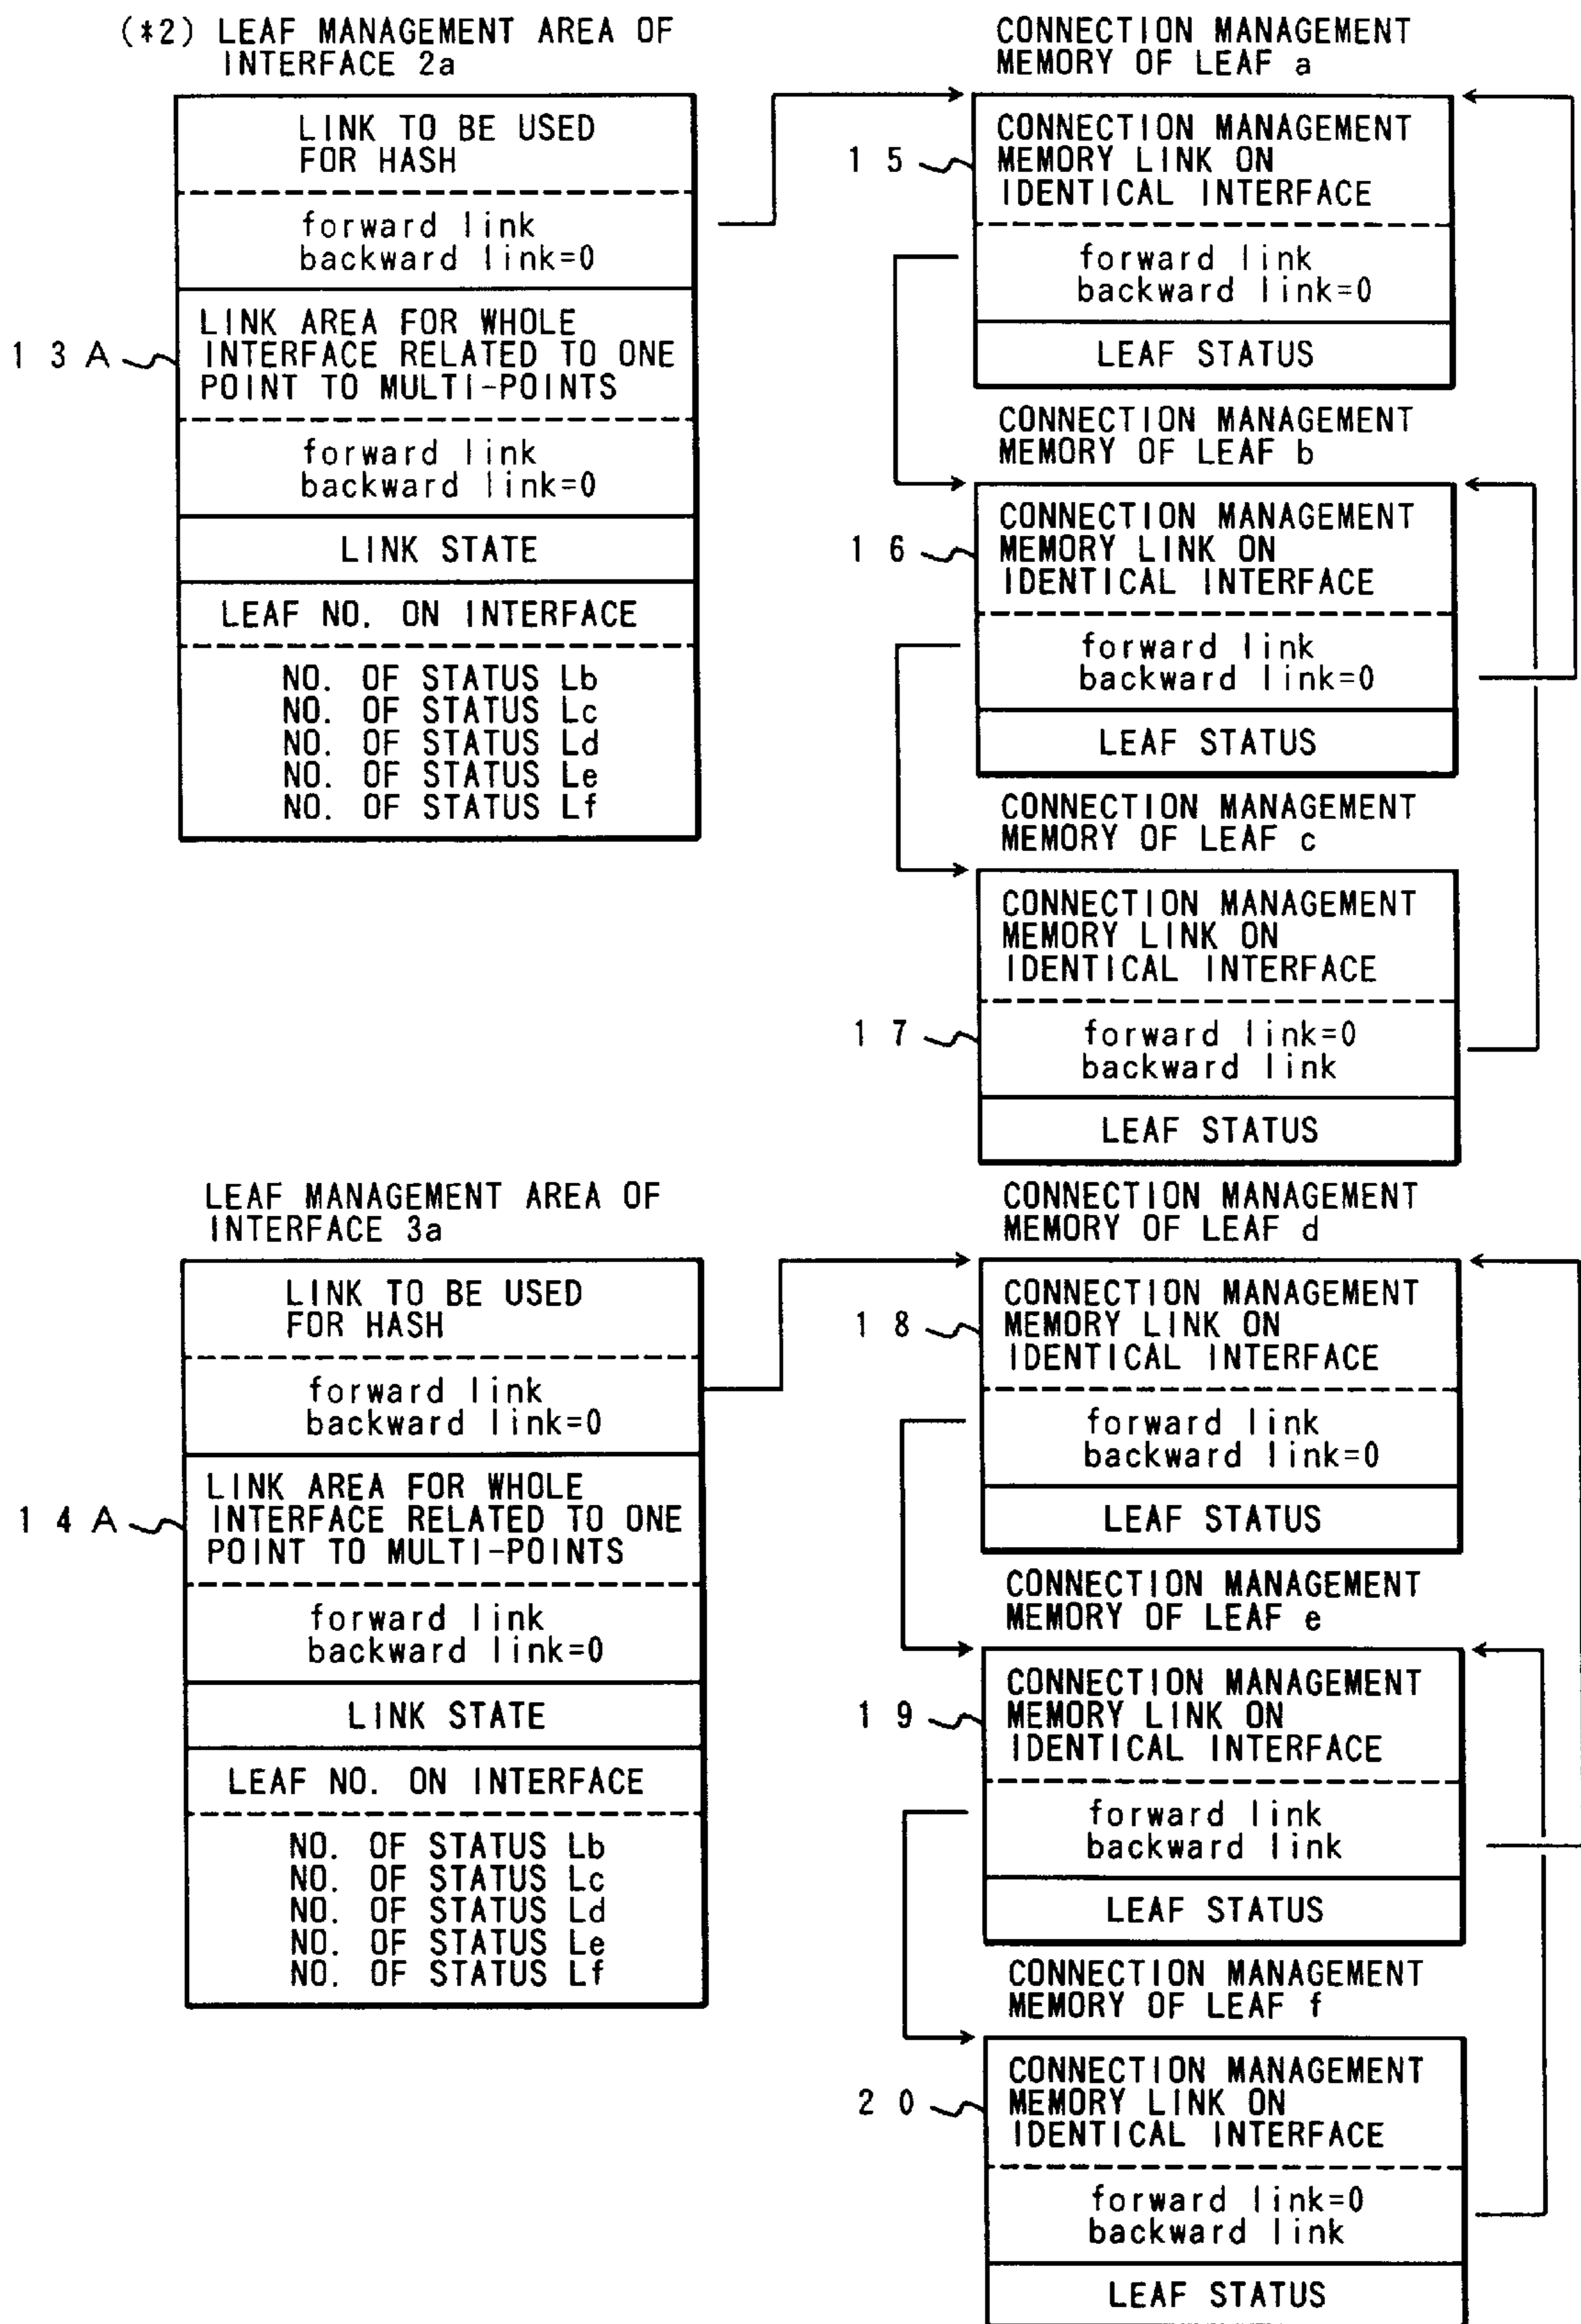 (*2) LEAF MANAGEMENT AREA OF
INTERFACE 2a
LINK TO BE USED
FOR HASH
forward link
backward link=0
13A
LINK AREA FOR WHOLE
INTERFACE RELATED TO ONE
POINT TO MULTI-POINTS
forward link
backward link=0
LINK STATE
LEAF NO. ON INTERFACE
NO. OF STATUS Lb
NO. OF STATUS Lc
NO. OF STATUS Ld
NO. OF STATUS Le
NO. OF STATUS Lf
CONNECTION MANAGEMENT
MEMORY OF LEAF a
15
CONNECTION MANAGEMENT
MEMORY LINK ON
IDENTICAL INTERFACE
forward link
backward link=0
LEAF STATUS
CONNECTION MANAGEMENT
MEMORY OF LEAF b
16
CONNECTION MANAGEMENT
MEMORY LINK ON
IDENTICAL INTERFACE
forward link
backward link=0
LEAF STATUS
CONNECTION MANAGEMENT
MEMORY OF LEAF c
CONNECTION MANAGEMENT
MEMORY LINK ON
IDENTICAL INTERFACE
17
forward link=0
backward link
LEAF STATUS
LEAF MANAGEMENT AREA OF
INTERFACE 3a
LINK TO BE USED
FOR HASH
forward link
backward link=0
14A
LINK AREA FOR WHOLE
INTERFACE RELATED TO ONE
POINT TO MULTI-POINTS
forward link
backward link=0
LINK STATE
LEAF NO. ON INTERFACE
NO. OF STATUS Lb
NO. OF STATUS Lc
NO. OF STATUS Ld
NO. OF STATUS Le
NO. OF STATUS Lf
CONNECTION MANAGEMENT
MEMORY OF LEAF d
18
CONNECTION MANAGEMENT
MEMORY LINK ON
IDENTICAL INTERFACE
forward link
backward link=0
LEAF STATUS
CONNECTION MANAGEMENT
MEMORY OF LEAF e
19
CONNECTION MANAGEMENT
MEMORY LINK ON
IDENTICAL INTERFACE
forward link
backward link
LEAF STATUS
CONNECTION MANAGEMENT
MEMORY OF LEAF f
20
CONNECTION MANAGEMENT
MEMORY LINK ON
IDENTICAL INTERFACE
forward link=0
backward link
LEAF STATUS